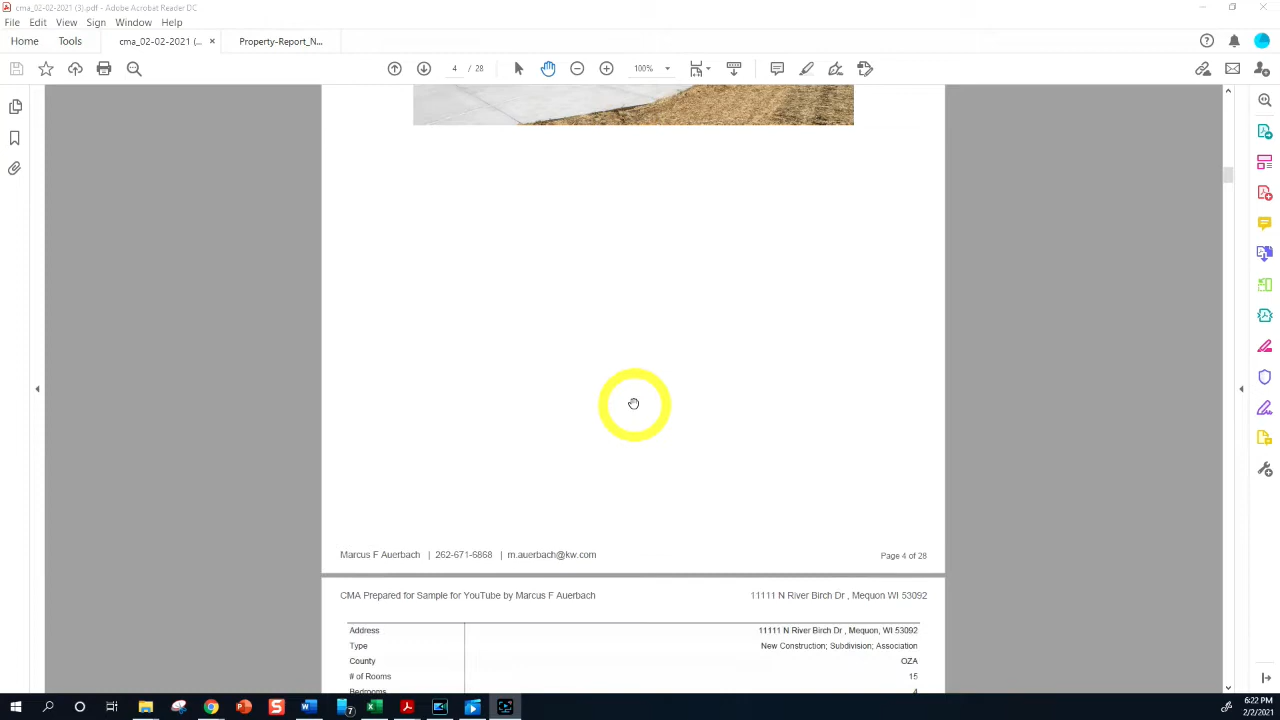 cma_02-02-2021 (3).pdf - Adobe Acrobat Reader DC
File Edit View Sign Window Help
Home Tools cma_02-02-2021 (... × Property-Report_N...
4 / 28 100%
Marcus F Auerbach | 262-671-6868 | m.auerbach@kw.com Page 4 of 28
CMA Prepared for Sample for YouTube by Marcus F Auerbach 11111 N River Birch Dr , Mequon WI 53092
Address 11111 N River Birch Dr , Mequon, WI 53092
Type New Construction; Subdivision; Association
County OZA
# of Rooms 15
Bedrooms 4
6:22 PM
2/2/2021